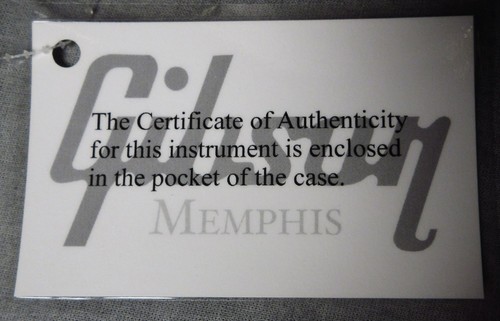 Gibson
The Certificate of Authenticity
for this instrument is enclosed
in the pocket of the case.
MEMPHIS